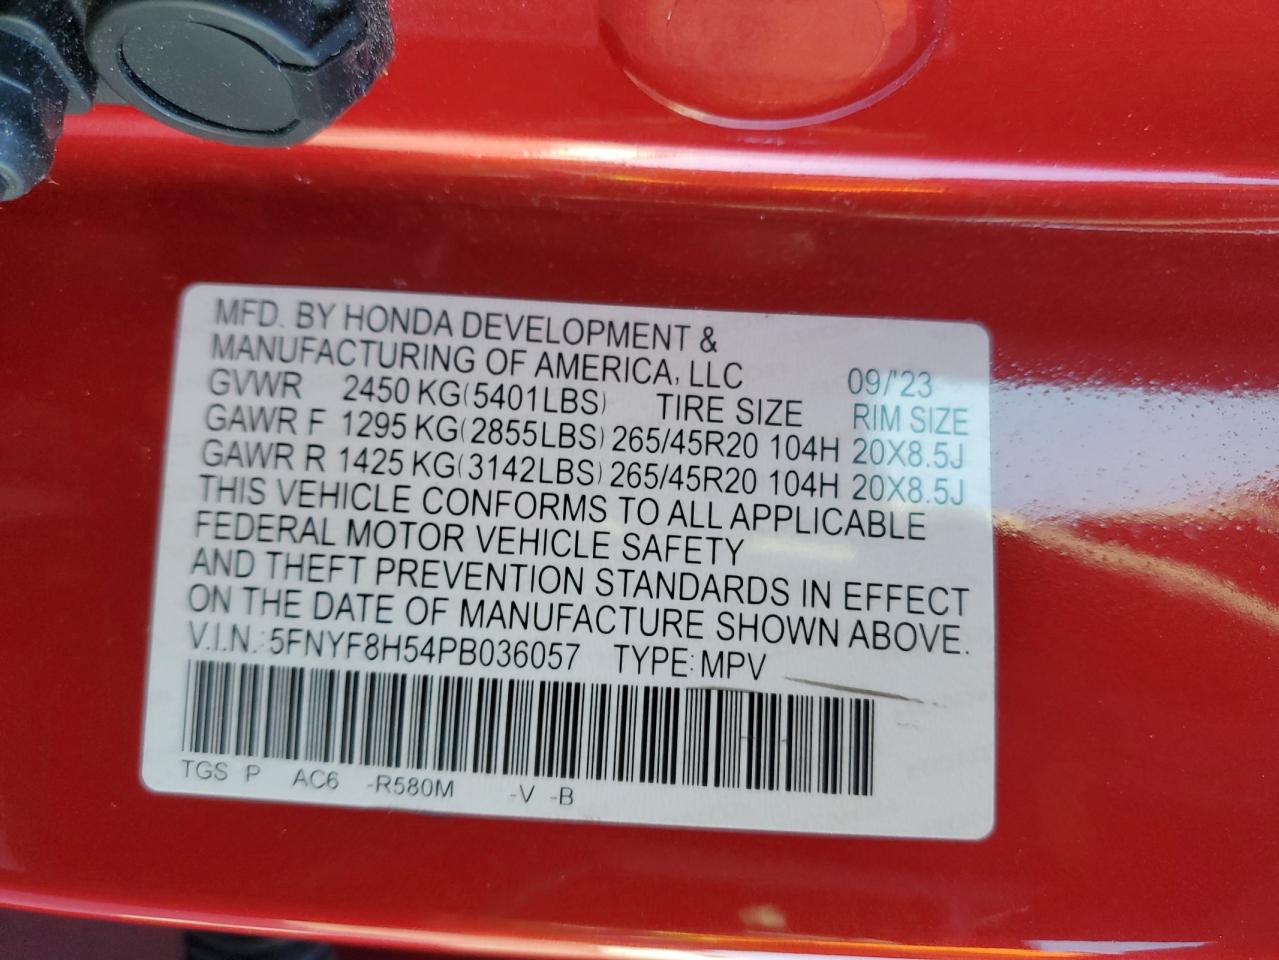 MFD. BY HONDA DEVELOPMENT &
MANUFACTURING OF AMERICA, LLC 09/'23
GVWR 2450 KG(5401LBS) TIRE SIZE RIM SIZE
GAWR F 1295 KG(2855LBS) 265/45R20 104H 20X8.5J
GAWR R 1425 KG(3142LBS) 265/45R20 104H 20X8.5J
THIS VEHICLE CONFORMS TO ALL APPLICABLE
FEDERAL MOTOR VEHICLE SAFETY
AND THEFT PREVENTION STANDARDS IN EFFECT
ON THE DATE OF MANUFACTURE SHOWN ABOVE.
V.I.N.: 5FNYF8H54PB036057 TYPE: MPV
TGS P AC6 -R580M -V -B